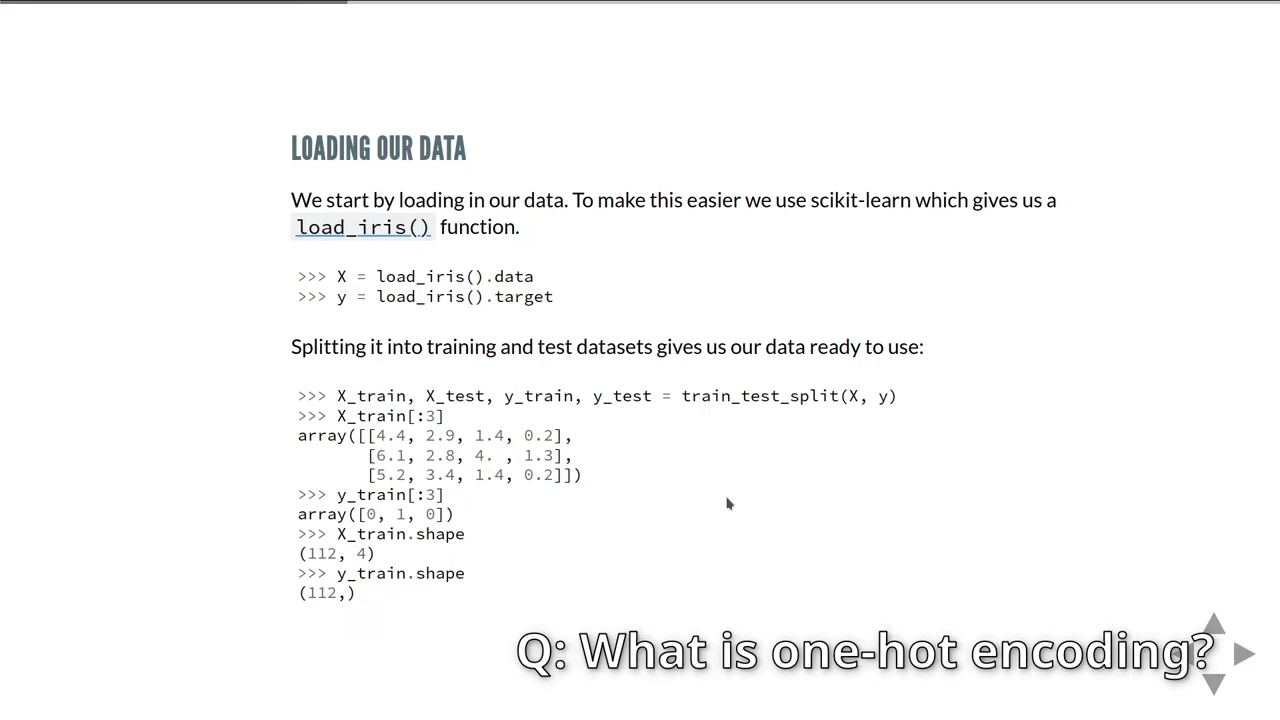 LOADING OUR DATA
We start by loading in our data. To make this easier we use scikit-learn which gives us a
load_iris() function.
>>> X = load_iris().data
>>> y = load_iris().target
Splitting it into training and test datasets gives us our data ready to use:
>>> X_train, X_test, y_train, y_test = train_test_split(X, y)
>>> X_train[:3]
array([[4.4, 2.9, 1.4, 0.2],
       [6.1, 2.8, 4. , 1.3],
       [5.2, 3.4, 1.4, 0.2]])
>>> y_train[:3]
array([0, 1, 0])
>>> X_train.shape
(112, 4)
>>> y_train.shape
(112,)
Q: What is one-hot encoding?